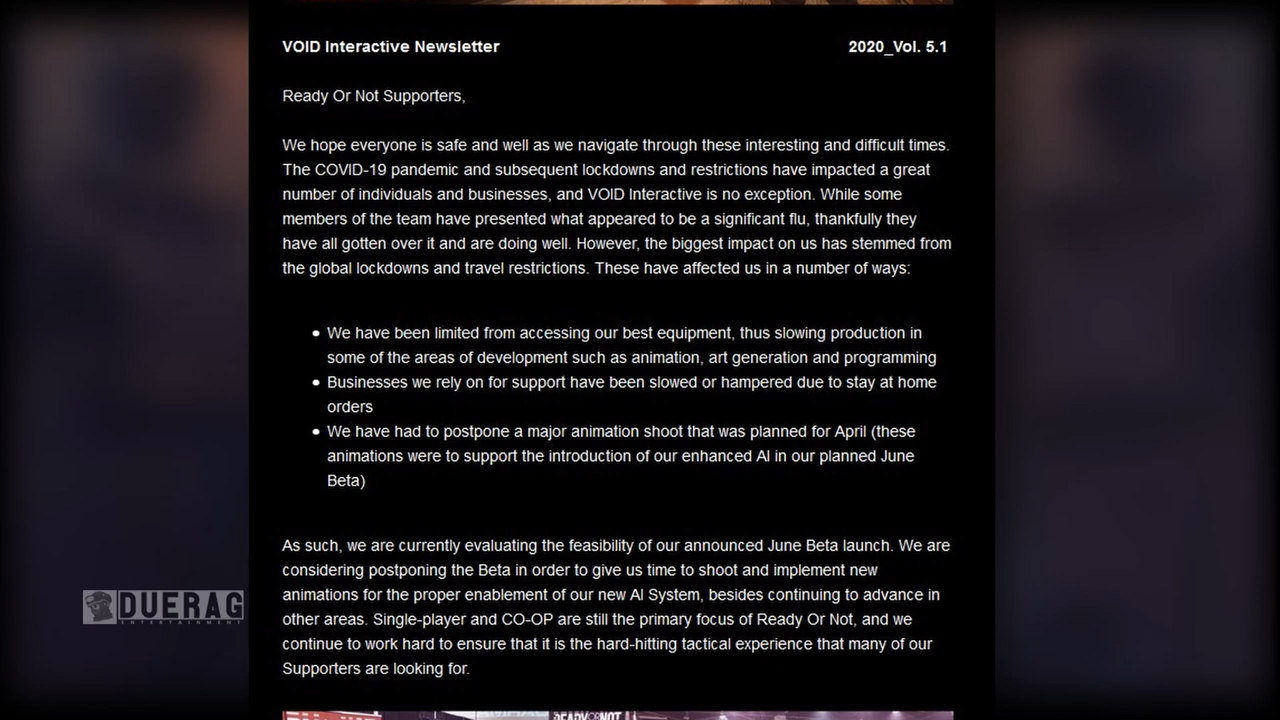 VOID Interactive Newsletter 2020_Vol. 5.1
Ready Or Not Supporters,
We hope everyone is safe and well as we navigate through these interesting and difficult times.
The COVID-19 pandemic and subsequent lockdowns and restrictions have impacted a great
number of individuals and businesses, and VOID Interactive is no exception. While some
members of the team have presented what appeared to be a significant flu, thankfully they
have all gotten over it and are doing well. However, the biggest impact on us has stemmed from
the global lockdowns and travel restrictions. These have affected us in a number of ways:
• We have been limited from accessing our best equipment, thus slowing production in
some of the areas of development such as animation, art generation and programming
• Businesses we rely on for support have been slowed or hampered due to stay at home
orders
• We have had to postpone a major animation shoot that was planned for April (these
animations were to support the introduction of our enhanced AI in our planned June
Beta)
As such, we are currently evaluating the feasibility of our announced June Beta launch. We are
considering postponing the Beta in order to give us time to shoot and implement new
animations for the proper enablement of our new AI System, besides continuing to advance in
other areas. Single-player and CO-OP are still the primary focus of Ready Or Not, and we
continue to work hard to ensure that it is the hard-hitting tactical experience that many of our
Supporters are looking for.
DUERAG
ENTERTAINMENT
READY OR NOT